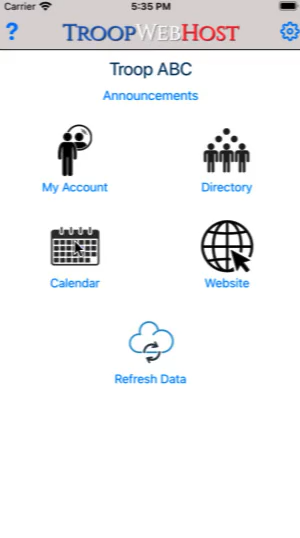 Carrier 5:35 PM
? TROOPWEBHOST
Troop ABC
Announcements
My Account Directory
Calendar Website
Refresh Data